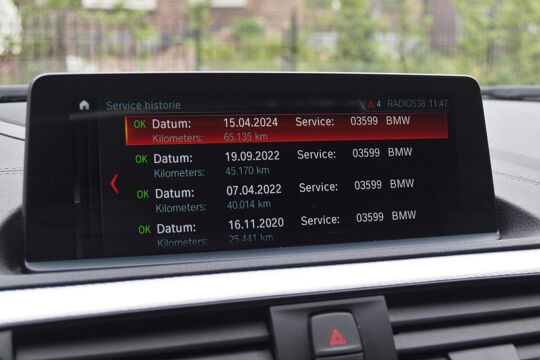 Service historie 4 RADIO538 11:47
OK Datum: 15.04.2024 Service: 03599 BMW
Kilometers: 65.135 km
OK Datum: 19.09.2022 Service: 03599 BMW
Kilometers: 45.170 km
OK Datum: 07.04.2022 Service: 03599 BMW
Kilometers: 40.014 km
OK Datum: 16.11.2020 Service: 03599 BMW
Kilometers: 25.441 km